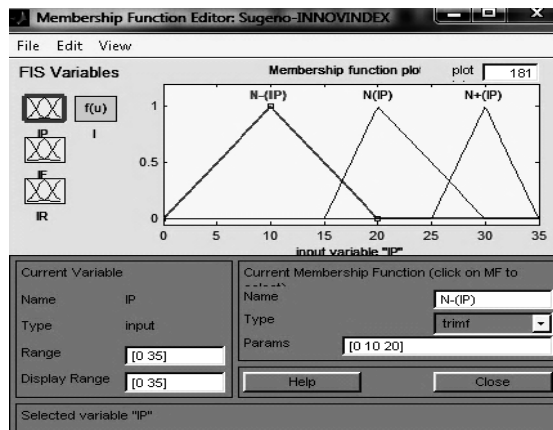 Membership Function Editor: Sugeno-INNOVINDEX
File Edit View
FIS Variables
Membership function plot plot 181
f(u)
IP I
IF
IR
N-(IP) N(IP) N+(IP)
1
0.5
0
0 5 10 15 20 25 30 35
input variable "IP"
Current Variable
Name IP
Type input
Range [0 35]
Display Range [0 35]
Current Membership Function (click on MF to
Name N-(IP)
Type trimf
Params [0 10 20]
Help Close
Selected variable "IP"